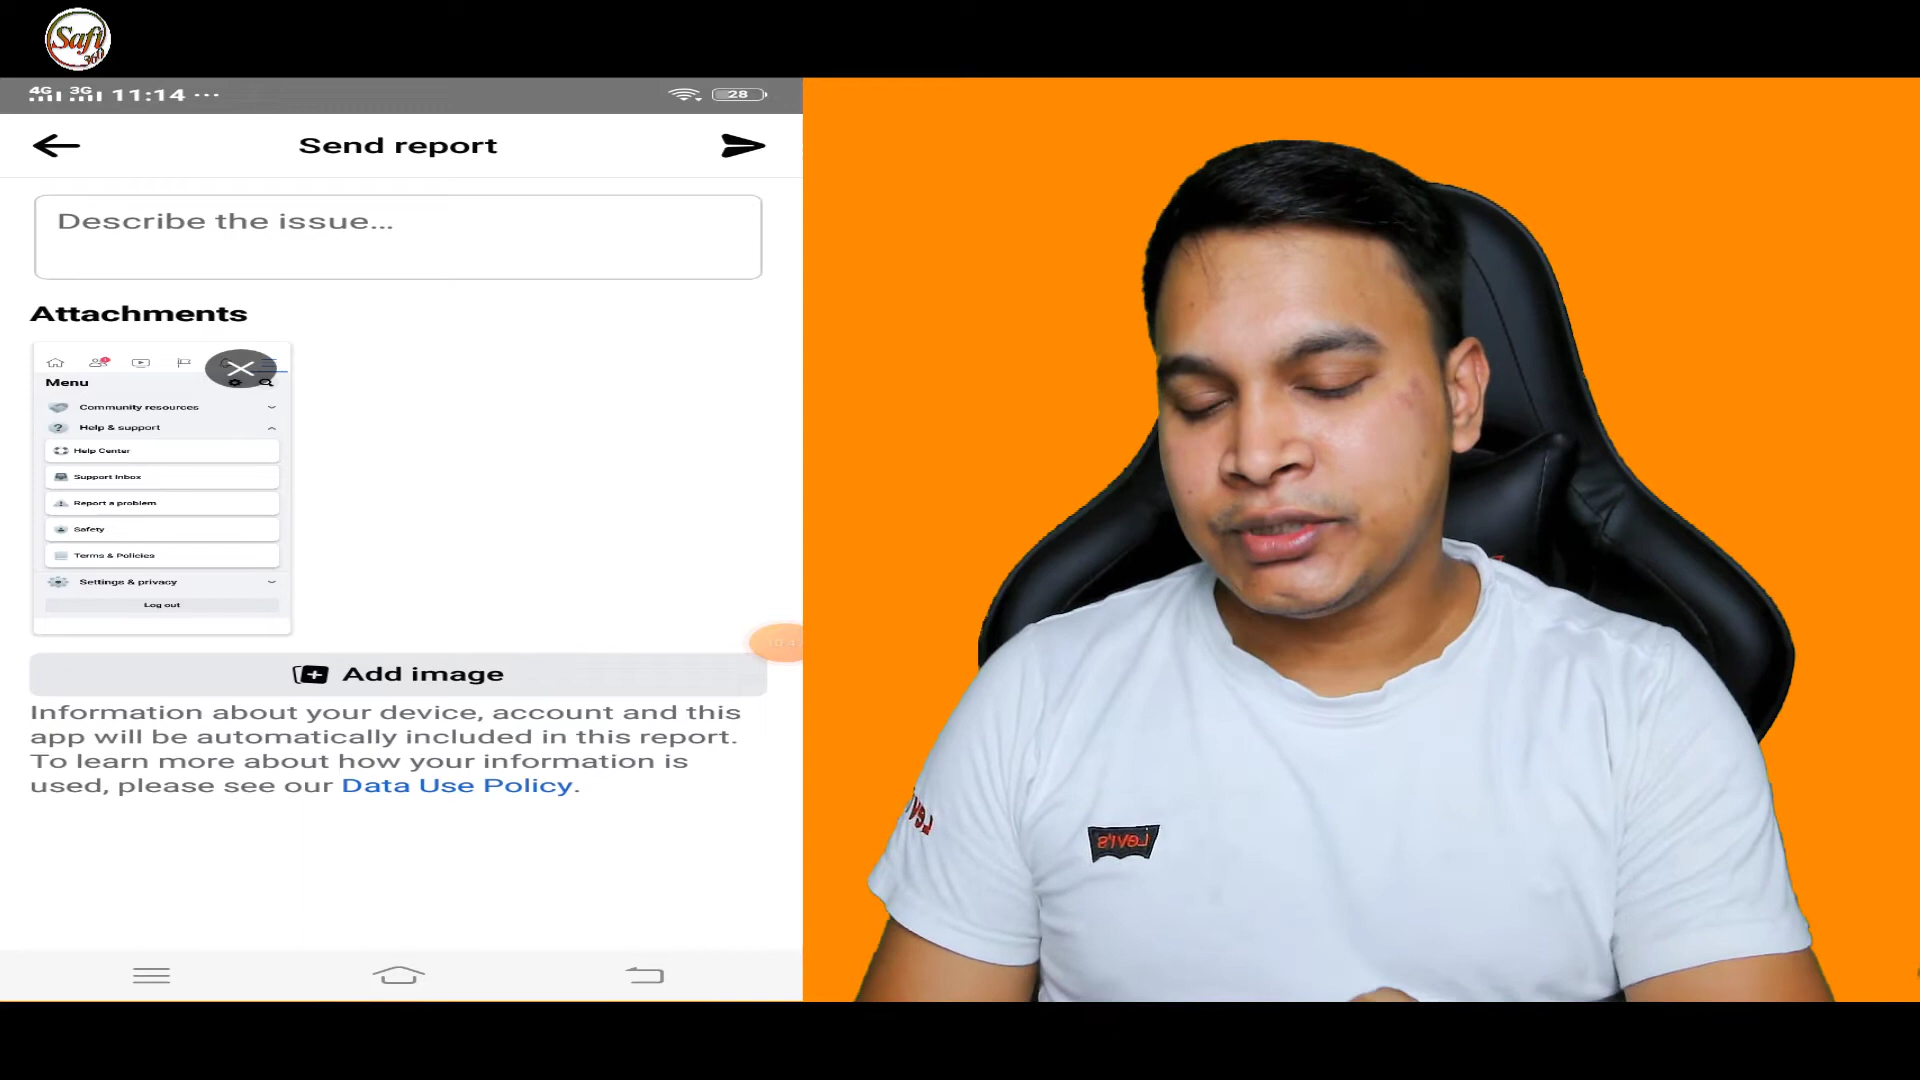 Safi
360
4G 3G 11:14 ...
28
Send report
Describe the issue...
Attachments
Menu
Community resources
Help & support
Help Center
Support Inbox
Report a problem
Safety
Terms & Policies
Settings & privacy
Log out
Add image
Information about your device, account and this
app will be automatically included in this report.
To learn more about how your information is
used, please see our Data Use Policy.
Levi's